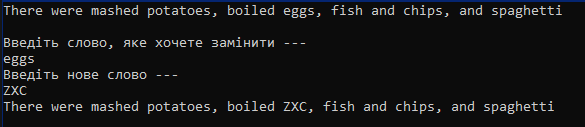 There were mashed potatoes, boiled eggs, fish and chips, and spaghetti
Введіть слово, яке хочете замінити ---
eggs
Введіть нове слово ---
ZXC
There were mashed potatoes, boiled ZXC, fish and chips, and spaghetti